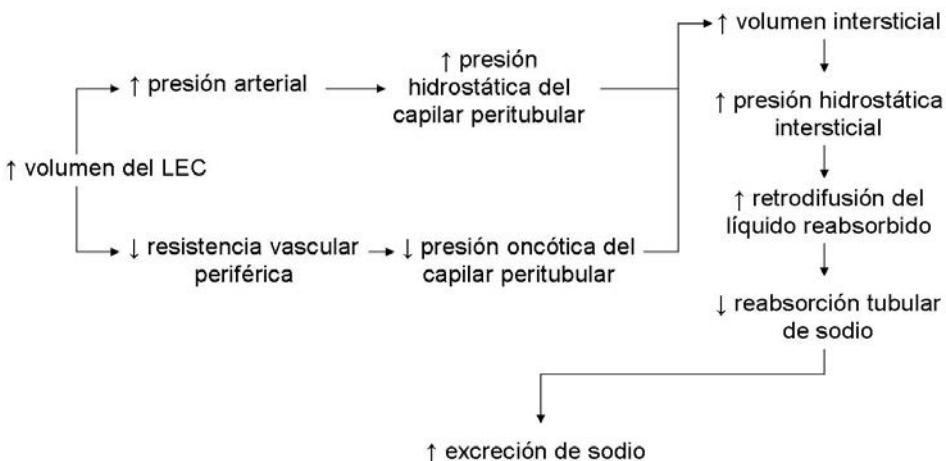 ↑ volumen del LEC
↑ presión arterial
↑ presión
hidrostática del
capilar peritubular
↓ resistencia vascular
periférica
↓ presión oncótica del
capilar peritubular
↑ volumen intersticial
↑ presión hidrostática
intersticial
↑ retrodifusión del
líquido reabsorbido
↓ reabsorción tubular
de sodio
↑ excreción de sodio